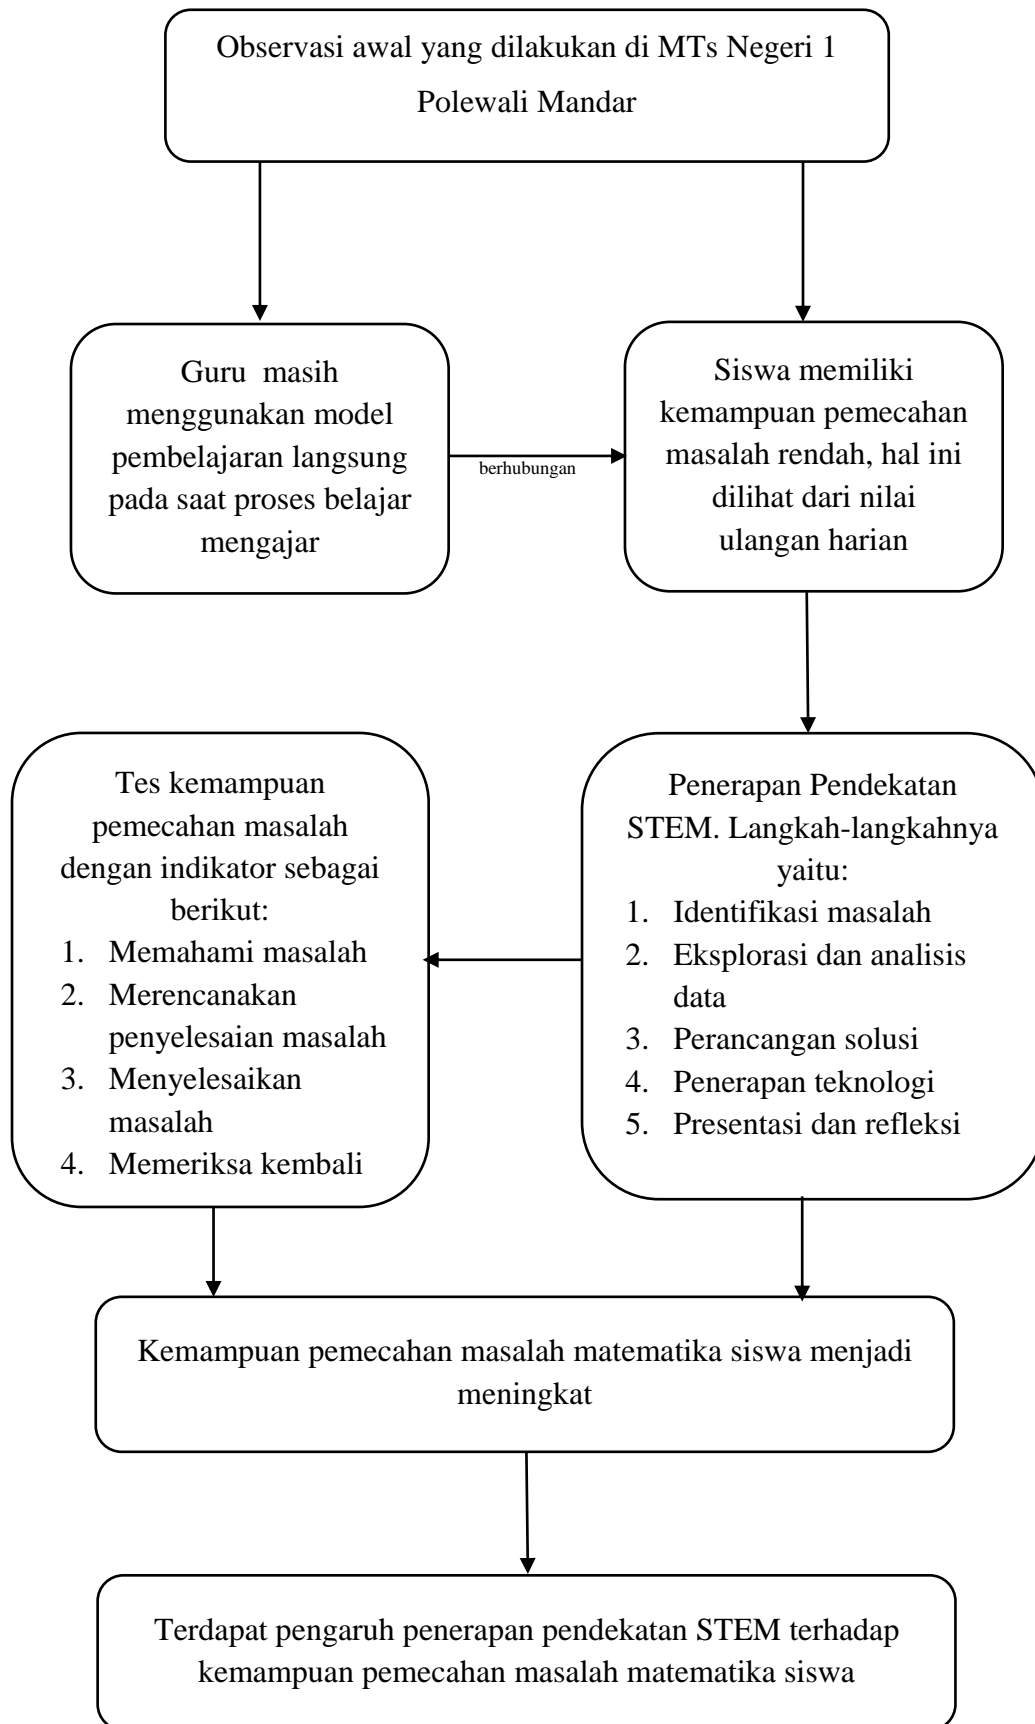 Observasi awal yang dilakukan di MTs Negeri 1
Polewali Mandar
Guru masih
menggunakan model
pembelajaran langsung
pada saat proses belajar
mengajar
berhubungan
Siswa memiliki
kemampuan pemecahan
masalah rendah, hal ini
dilihat dari nilai
ulangan harian
Penerapan Pendekatan
STEM. Langkah-langkahnya
yaitu:
1. Identifikasi masalah
2. Eksplorasi dan analisis
data
3. Perancangan solusi
4. Penerapan teknologi
5. Presentasi dan refleksi
Tes kemampuan
pemecahan masalah
dengan indikator sebagai
berikut:
1. Memahami masalah
2. Merencanakan
penyelesaian masalah
3. Menyelesaikan
masalah
4. Memeriksa kembali
Kemampuan pemecahan masalah matematika siswa menjadi
meningkat
Terdapat pengaruh penerapan pendekatan STEM terhadap
kemampuan pemecahan masalah matematika siswa